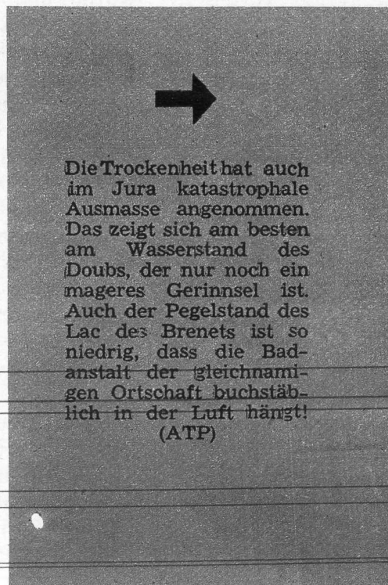 Die Trockenheit hat auch
im Jura katastrophale
Ausmasse angenommen.
Das zeigt sich am besten
am Wasserstand des
Doubs, der nur noch ein
mageres Gerinnsel ist.
Auch der Pegelstand des
Lac des Brenets ist so
niedrig, dass die Bad-
anstalt der gleichnami-
gen Ortschaft buchstäb-
lich in der Luft hängt!
(ATP)